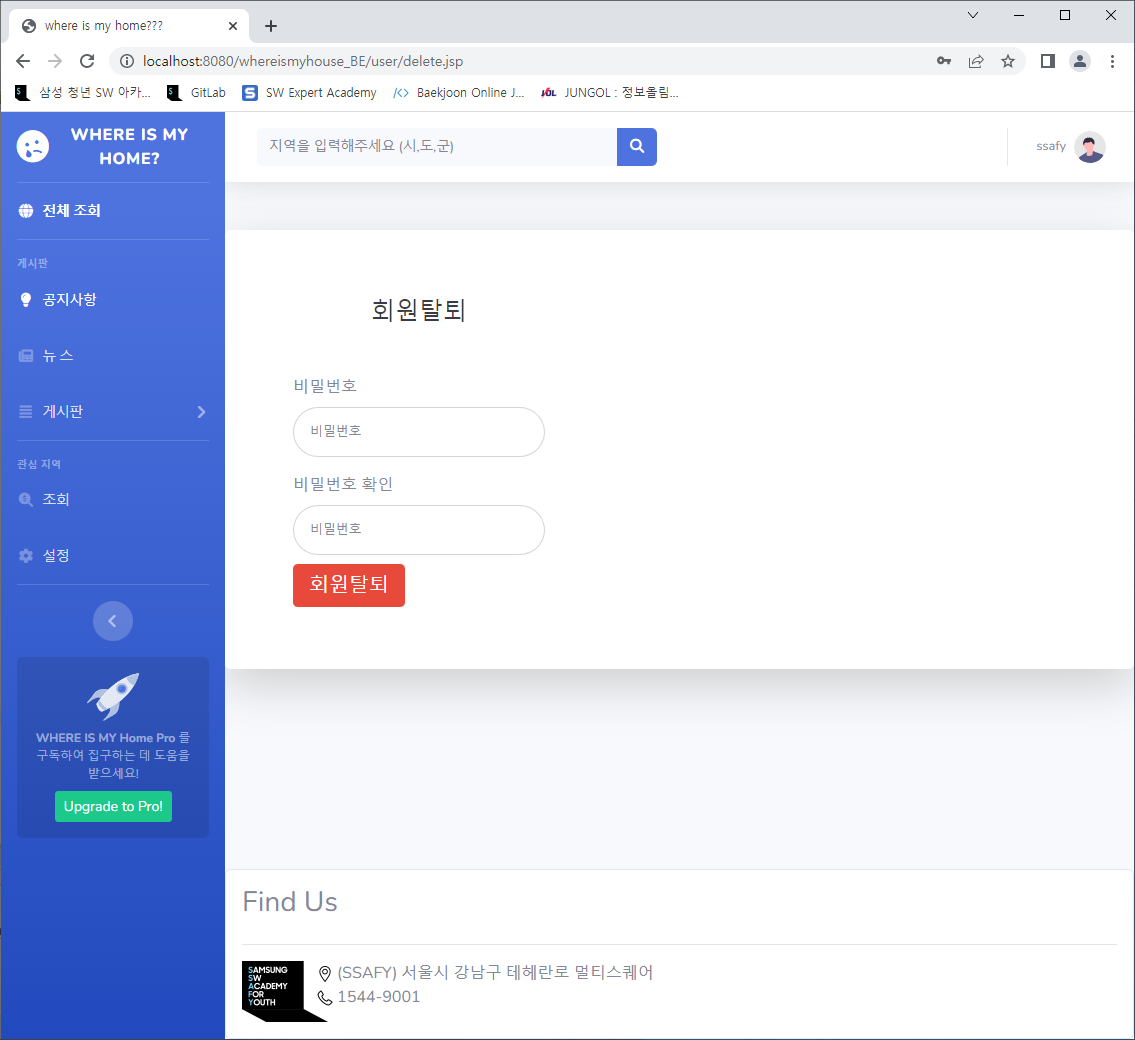 where is my home???
localhost:8080/whereismyhouse_BE/user/delete.jsp
삼성 청년 SW 아카...
GitLab
SW Expert Academy
Baekjoon Online J...
JUNGOL : 정보올림...
WHERE IS MY
HOME?
지역을 입력해주세요 (시,도,군)
ssafy
전체 조회
게시판
공지사항
뉴 스
게시판
관심 지역
조회
설정
WHERE IS MY Home Pro 를
구독하여 집구하는 데 도움을
받으세요!
Upgrade to Pro!
회원탈퇴
비밀번호
비밀번호
비밀번호 확인
비밀번호
회원탈퇴
Find Us
SAMSUNG
SW
ACADEMY
FOR
YOUTH
(SSAFY) 서울시 강남구 테헤란로 멀티스퀘어
1544-9001